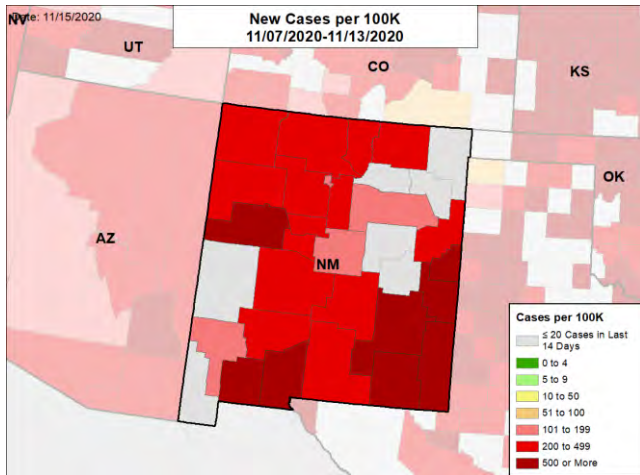 Date: 11/15/2020
New Cases per 100K
11/07/2020-11/13/2020
NV
UT
CO
KS
OK
AZ
NM
Cases per 100K
≤ 20 Cases in Last
14 Days
0 to 4
5 to 9
10 to 50
51 to 100
101 to 199
200 to 499
500 or More